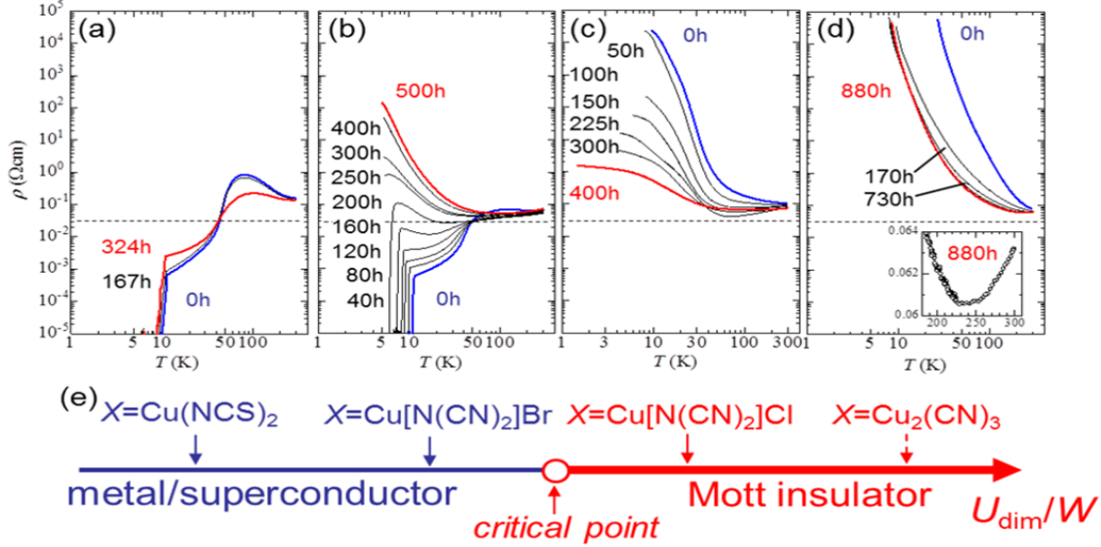 (a)
10^5
10^4
10^3
10^2
10^1
10^0
10^-1
10^-2
10^-3
10^-4
10^-5
ρ (Ωcm)
324h
167h
0h
1 5 10 50 100
T (K)
(b)
500h
400h
300h
250h
200h
160h
120h
80h
40h
0h
1 5 10 50 100
T (K)
(c)
0h
50h
100h
150h
225h
300h
400h
1 10 100 300
T (K)
(d)
0h
880h
170h
730h
0.064
0.062
0.06
880h
200 250 300
1 5 10 50 100
T (K)
(e)
X=Cu(NCS)2
X=Cu[N(CN)2]Br
X=Cu[N(CN)2]Cl
X=Cu2(CN)3
metal/superconductor
Mott insulator
critical point
Udim/W